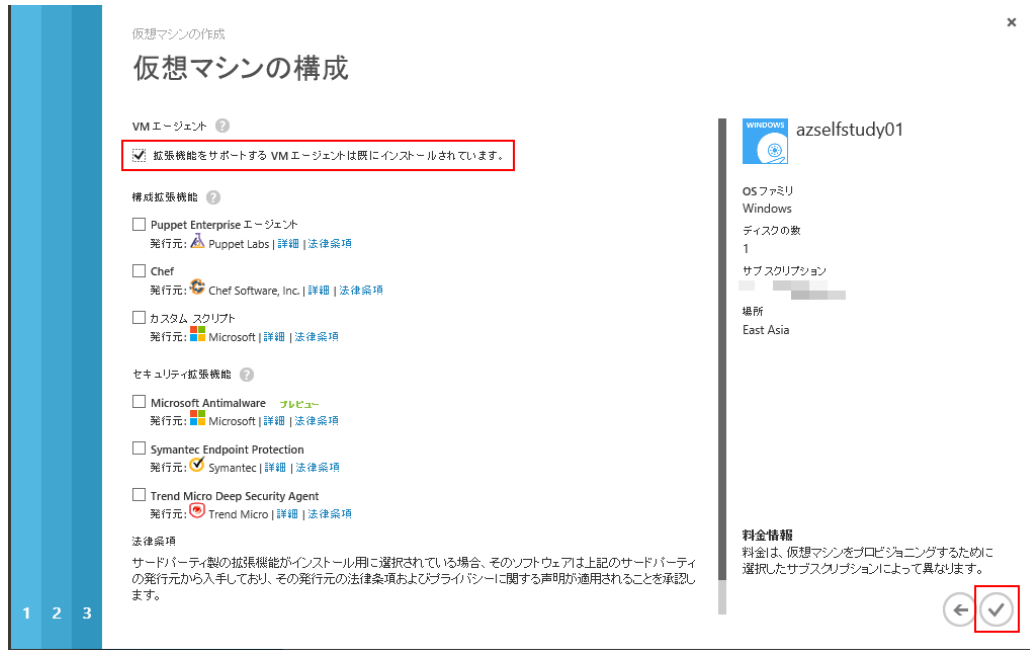 仮想マシンの作成
仮想マシンの構成
VM エージェント ?
拡張機能をサポートする VM エージェントは既にインストールされています。
構成拡張機能 ?
Puppet Enterprise エージェント
発行元: Puppet Labs | 詳細 | 法律条項
Chef
発行元: Chef Software, Inc. | 詳細 | 法律条項
カスタム スクリプト
発行元: Microsoft | 詳細 | 法律条項
セキュリティ拡張機能 ?
Microsoft Antimalware プレビュー
発行元: Microsoft | 詳細 | 法律条項
Symantec Endpoint Protection
発行元: Symantec | 詳細 | 法律条項
Trend Micro Deep Security Agent
発行元: Trend Micro | 詳細 | 法律条項
法律条項
サードパーティ製の拡張機能がインストール用に選択されている場合、そのソフトウェアは上記のサードパーティ
の発行元から入手しており、その発行元の法律条項およびプライバシーに関する声明が適用されることを承認し
ます。
WINDOWS
azselfstudy01
OS ファミリ
Windows
ディスクの数
1
サブスクリプション
場所
East Asia
料金情報
料金は、仮想マシンをプロビジョニングするために
選択したサブスクリプションによって異なります。
1 2 3